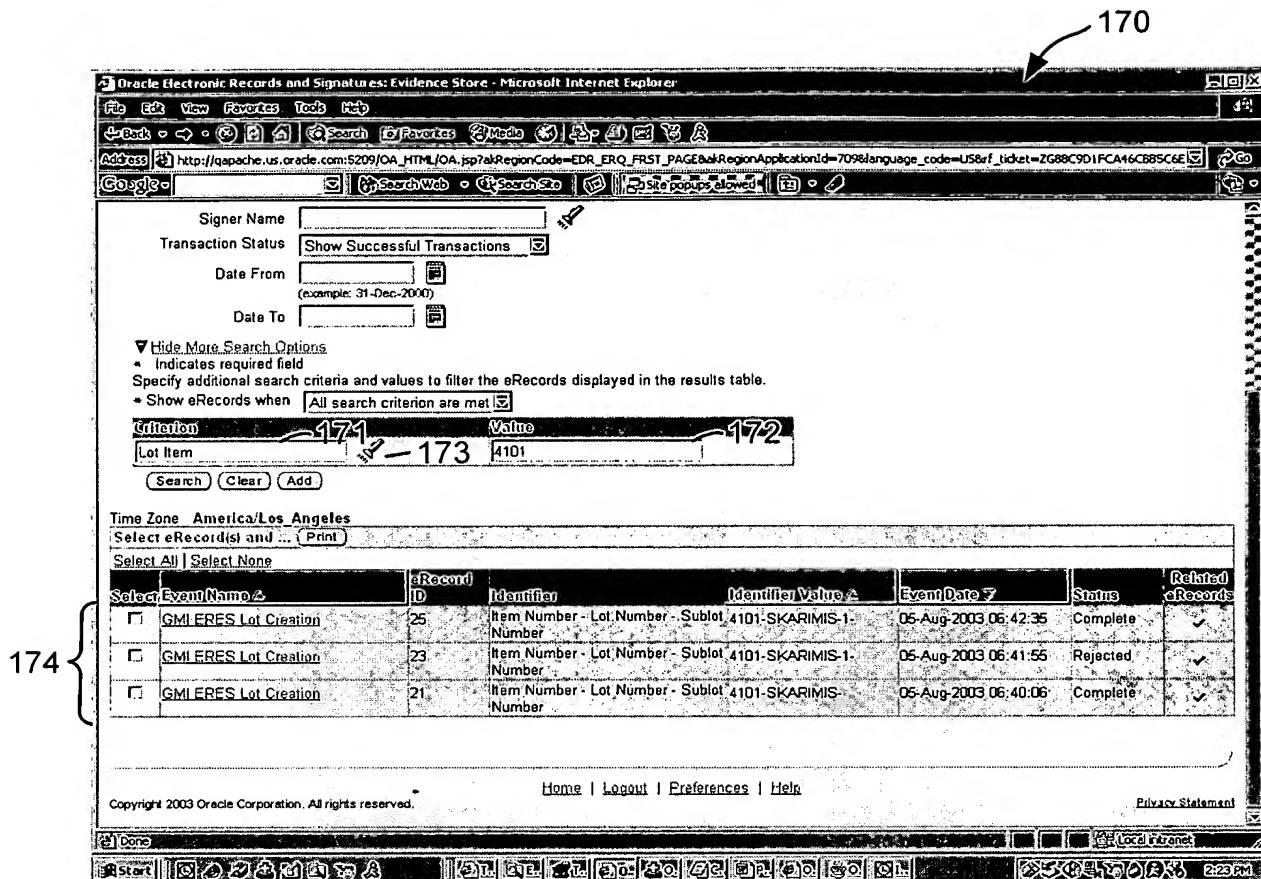 170
Oracle Electronic Records and Signatures: Evidence Store - Microsoft Internet Explorer
File Edit View Favorites Tools Help
Back Search Favorites Media
Address http://qapache.us.oracle.com:5209/OA_HTML/OA.jsp?akRegionCode=EDR_ERQ_FRST_PAGE&akRegionApplicationId=709&language_code=US&rf_ticket=ZG88C9D1FCA46CBB5C6E Go
Google Search Web Search Site Site popups allowed
Signer Name
Transaction Status Show Successful Transactions
Date From
(example: 31-Dec-2000)
Date To
Hide More Search Options
* Indicates required field
Specify additional search criteria and values to filter the eRecords displayed in the results table.
* Show eRecords when All search criterion are met
Criterion 171 Value 172
Lot Item 173 4101
Search Clear Add
Time Zone America/Los_Angeles
Select eRecord(s) and ... Print
Select All | Select None
Select Event Name eRecord ID Identifier Identifier Value Event Date Status Related eRecords
174
GMI ERES Lot Creation 25 Item Number - Lot Number - Sublot Number 4101-SKARIMIS-1- 05-Aug-2003 06:42:35 Complete
GMI ERES Lot Creation 23 Item Number - Lot Number - Sublot Number 4101-SKARIMIS-1- 05-Aug-2003 06:41:55 Rejected
GMI ERES Lot Creation 21 Item Number - Lot Number - Sublot Number 4101-SKARIMIS- 05-Aug-2003 06:40:06 Complete
Home | Logout | Preferences | Help
Copyright 2003 Oracle Corporation. All rights reserved. Privacy Statement
Done Local intranet
Start 2:23 PM